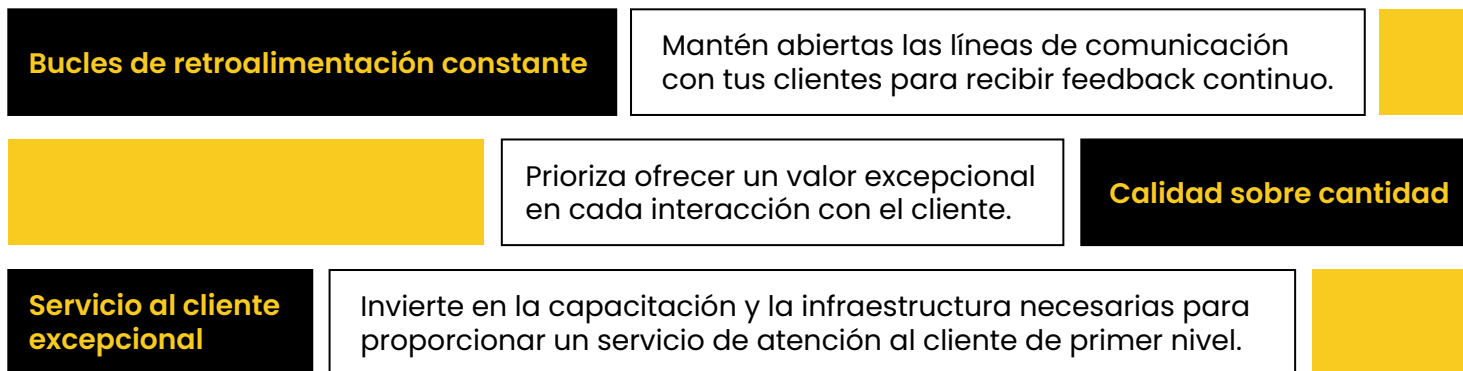 Bucles de retroalimentación constante
Mantén abiertas las líneas de comunicación
con tus clientes para recibir feedback continuo.
Prioriza ofrecer un valor excepcional
en cada interacción con el cliente.
Calidad sobre cantidad
Servicio al cliente
excepcional
Invierte en la capacitación y la infraestructura necesarias para
proporcionar un servicio de atención al cliente de primer nivel.